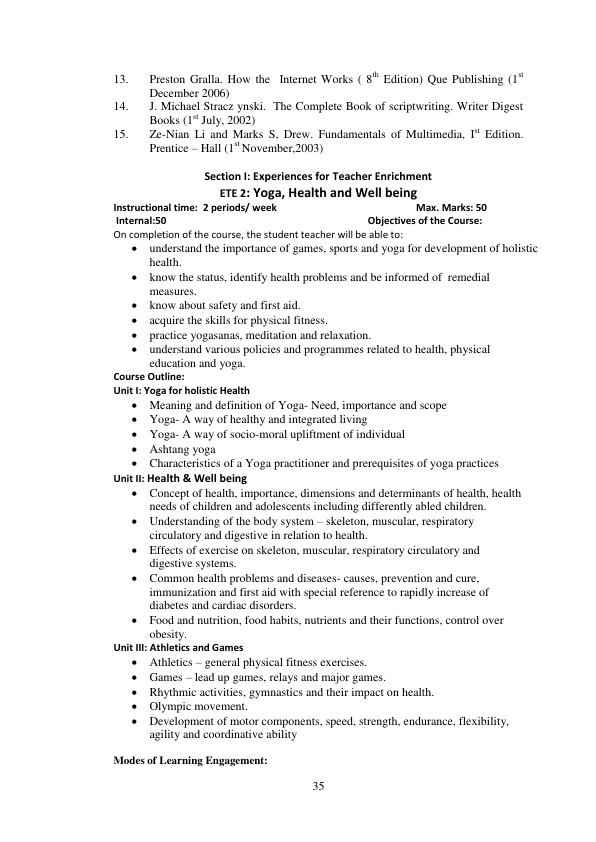 13. Preston Gralla. How the Internet Works ( 8th Edition) Que Publishing (1st
December 2006)
14. J. Michael Stracz ynski. The Complete Book of scriptwriting. Writer Digest
Books (1st July, 2002)
15. Ze-Nian Li and Marks S, Drew. Fundamentals of Multimedia, Ist Edition.
Prentice – Hall (1st November,2003)
Section I: Experiences for Teacher Enrichment
ETE 2: Yoga, Health and Well being
Instructional time: 2 periods/ week Max. Marks: 50
Internal:50 Objectives of the Course:
On completion of the course, the student teacher will be able to:
• understand the importance of games, sports and yoga for development of holistic
health.
• know the status, identify health problems and be informed of remedial
measures.
• know about safety and first aid.
• acquire the skills for physical fitness.
• practice yogasanas, meditation and relaxation.
• understand various policies and programmes related to health, physical
education and yoga.
Course Outline:
Unit I: Yoga for holistic Health
• Meaning and definition of Yoga- Need, importance and scope
• Yoga- A way of healthy and integrated living
• Yoga- A way of socio-moral upliftment of individual
• Ashtang yoga
• Characteristics of a Yoga practitioner and prerequisites of yoga practices
Unit II: Health & Well being
• Concept of health, importance, dimensions and determinants of health, health
needs of children and adolescents including differently abled children.
• Understanding of the body system – skeleton, muscular, respiratory
circulatory and digestive in relation to health.
• Effects of exercise on skeleton, muscular, respiratory circulatory and
digestive systems.
• Common health problems and diseases- causes, prevention and cure,
immunization and first aid with special reference to rapidly increase of
diabetes and cardiac disorders.
• Food and nutrition, food habits, nutrients and their functions, control over
obesity.
Unit III: Athletics and Games
• Athletics – general physical fitness exercises.
• Games – lead up games, relays and major games.
• Rhythmic activities, gymnastics and their impact on health.
• Olympic movement.
• Development of motor components, speed, strength, endurance, flexibility,
agility and coordinative ability
Modes of Learning Engagement:
35